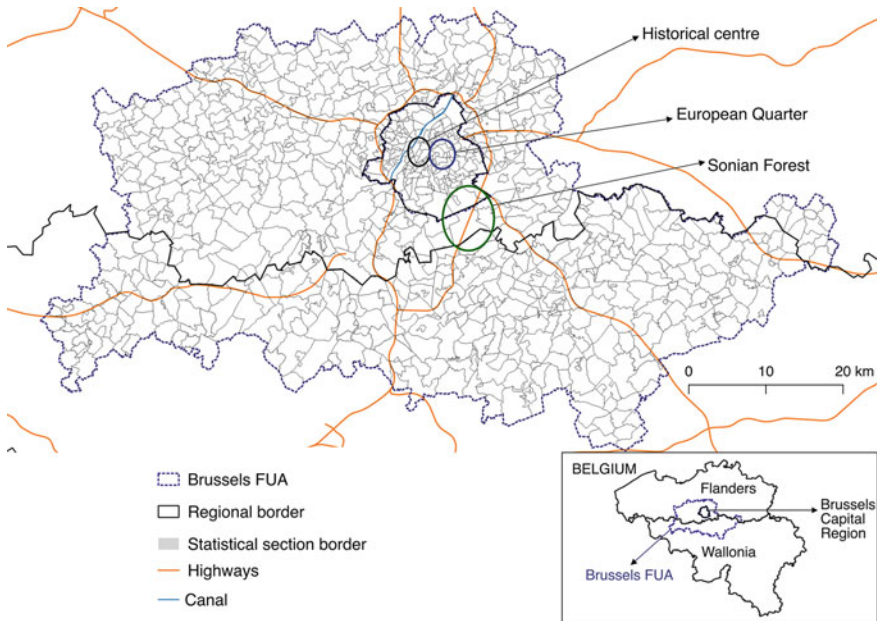 Historical centre
European Quarter
Sonian Forest
0 10 20 km
Brussels FUA
Regional border
Statistical section border
Highways
Canal
BELGIUM
Flanders
Brussels
Capital
Region
Wallonia
Brussels FUA